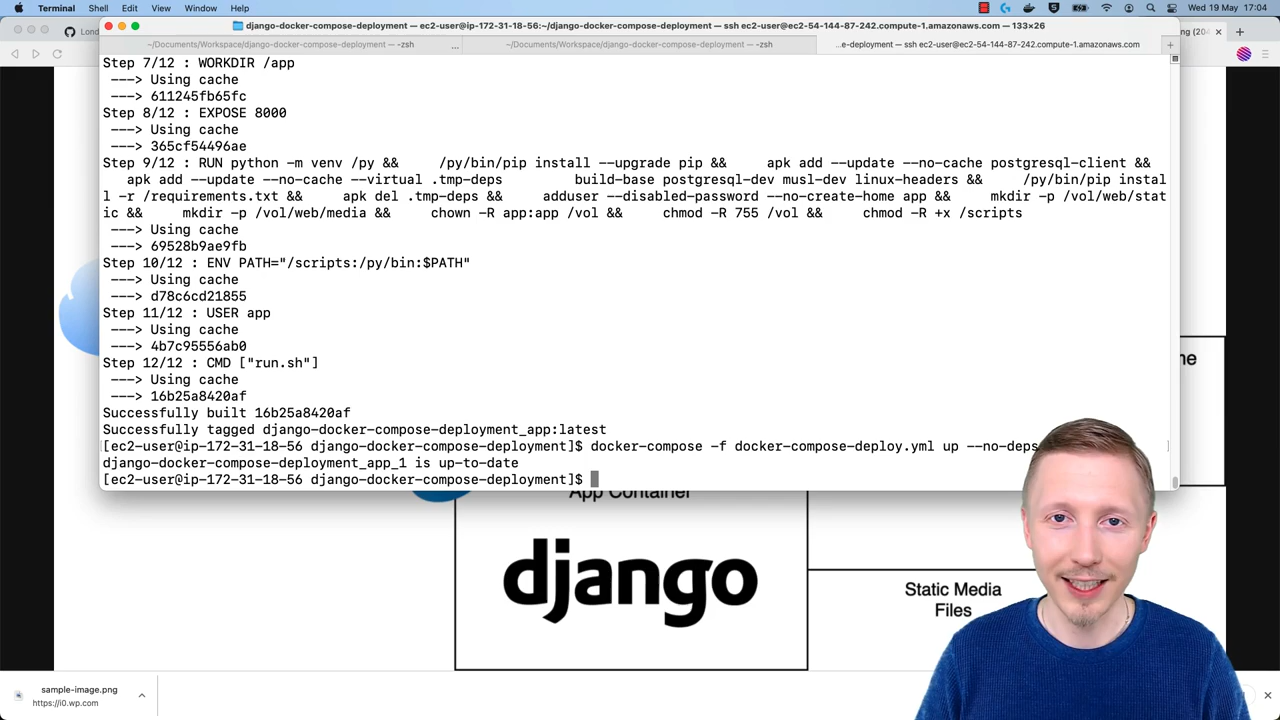 Terminal Shell Edit View Window Help
Wed 19 May 17:04
django-docker-compose-deployment — ec2-user@ip-172-31-18-56:~/django-docker-compose-deployment — ssh ec2-user@ec2-54-144-87-242.compute-1.amazonaws.com — 133×26
~/Documents/Workspace/django-docker-compose-deployment — -zsh ... ~/Documents/Workspace/django-docker-compose-deployment — -zsh ...e-deployment — ssh ec2-user@ec2-54-144-87-242.compute-1.amazonaws.com +
Step 7/12 : WORKDIR /app
---> Using cache
---> 611245fb65fc
Step 8/12 : EXPOSE 8000
---> Using cache
---> 365cf54496ae
Step 9/12 : RUN python -m venv /py && /py/bin/pip install --upgrade pip && apk add --update --no-cache postgresql-client &&
apk add --update --no-cache --virtual .tmp-deps build-base postgresql-dev musl-dev linux-headers && /py/bin/pip instal
l -r /requirements.txt && apk del .tmp-deps && adduser --disabled-password --no-create-home app && mkdir -p /vol/web/stat
ic && mkdir -p /vol/web/media && chown -R app:app /vol && chmod -R 755 /vol && chmod -R +x /scripts
---> Using cache
---> 69528b9ae9fb
Step 10/12 : ENV PATH="/scripts:/py/bin:$PATH"
---> Using cache
---> d78c6cd21855
Step 11/12 : USER app
---> Using cache
---> 4b7c95556ab0
Step 12/12 : CMD ["run.sh"]
---> Using cache
---> 16b25a8420af
Successfully built 16b25a8420af
Successfully tagged django-docker-compose-deployment_app:latest
[ec2-user@ip-172-31-18-56 django-docker-compose-deployment]$ docker-compose -f docker-compose-deploy.yml up --no-deps
django-docker-compose-deployment_app_1 is up-to-date
[ec2-user@ip-172-31-18-56 django-docker-compose-deployment]$
App Container
django
Static Media
Files
sample-image.png
https://i0.wp.com